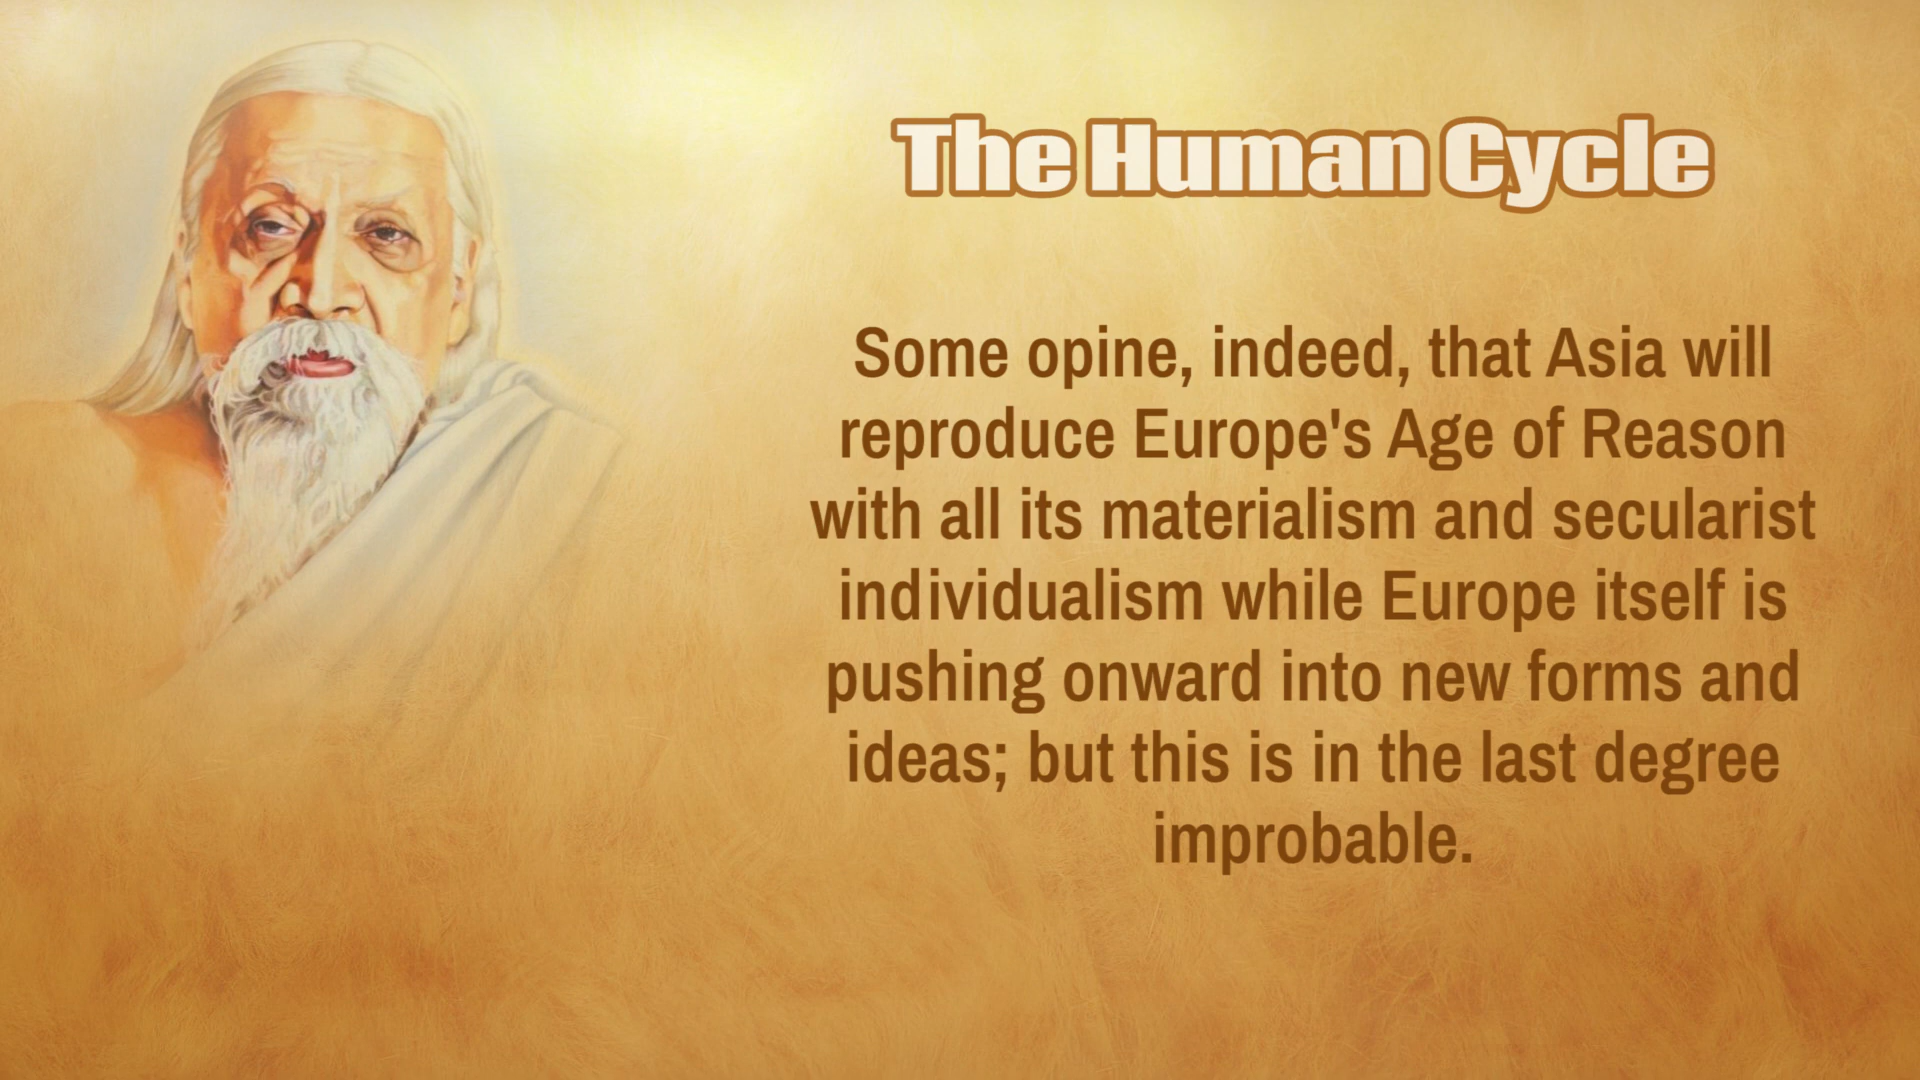 The Human Cycle
Some opine, indeed, that Asia will
reproduce Europe's Age of Reason
with all its materialism and secularist
individualism while Europe itself is
pushing onward into new forms and
ideas; but this is in the last degree
improbable.